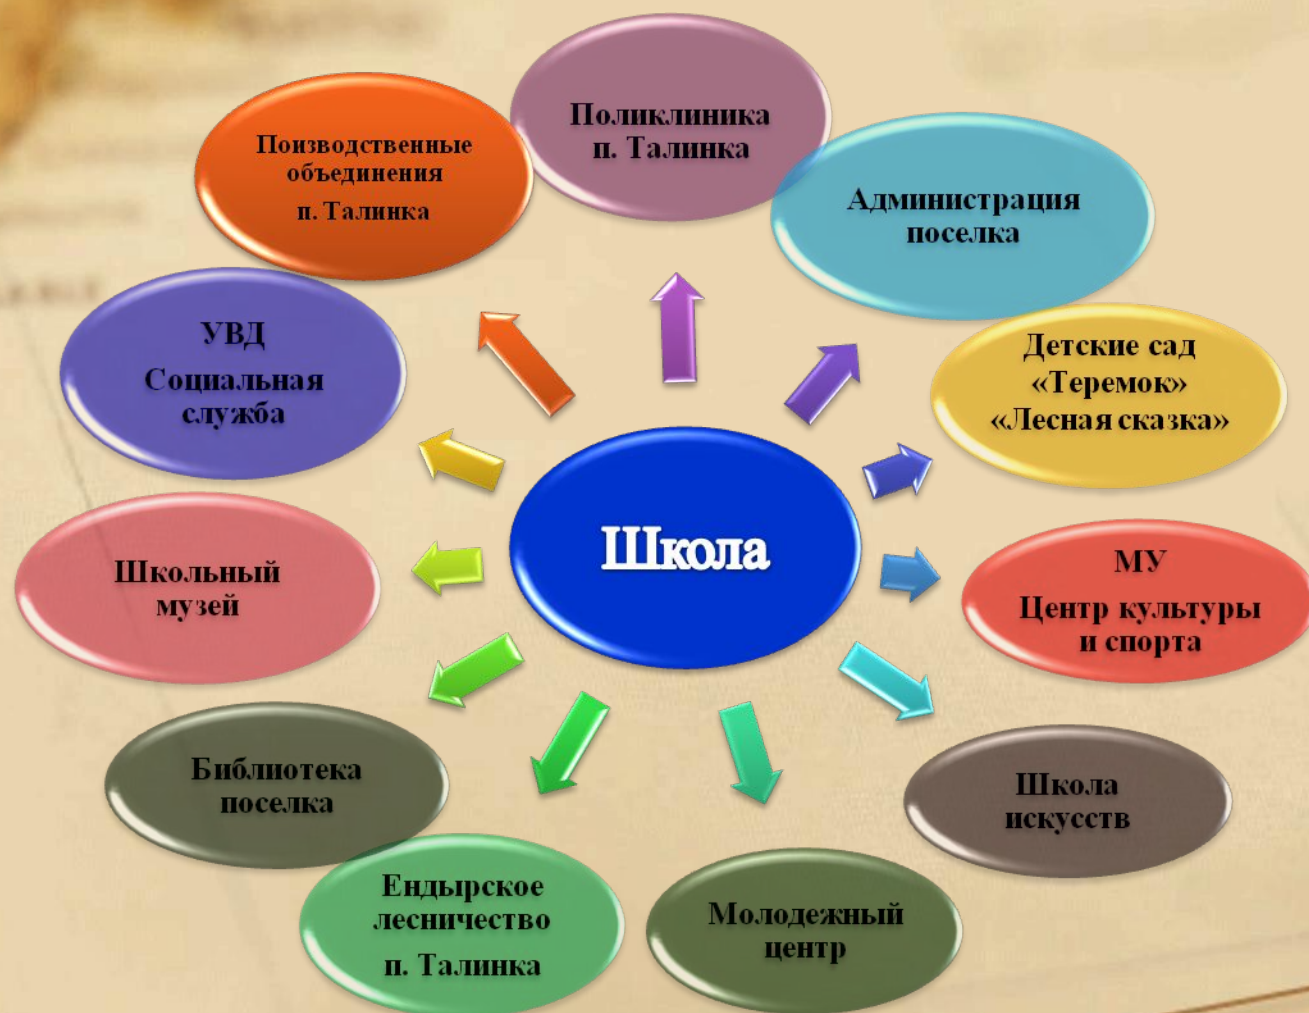 Поликлиника
п. Талинка
Поизводственные
объединения
п. Талинка
Администрация
поселка
УВД
Социальная
служба
Детские сад
«Теремок»
«Лесная сказка»
Школа
Школьный
музей
МУ
Центр культуры
и спорта
Библиотека
поселка
Школа
искусств
Ендырское
лесничество
п. Талинка
Молодежный
центр